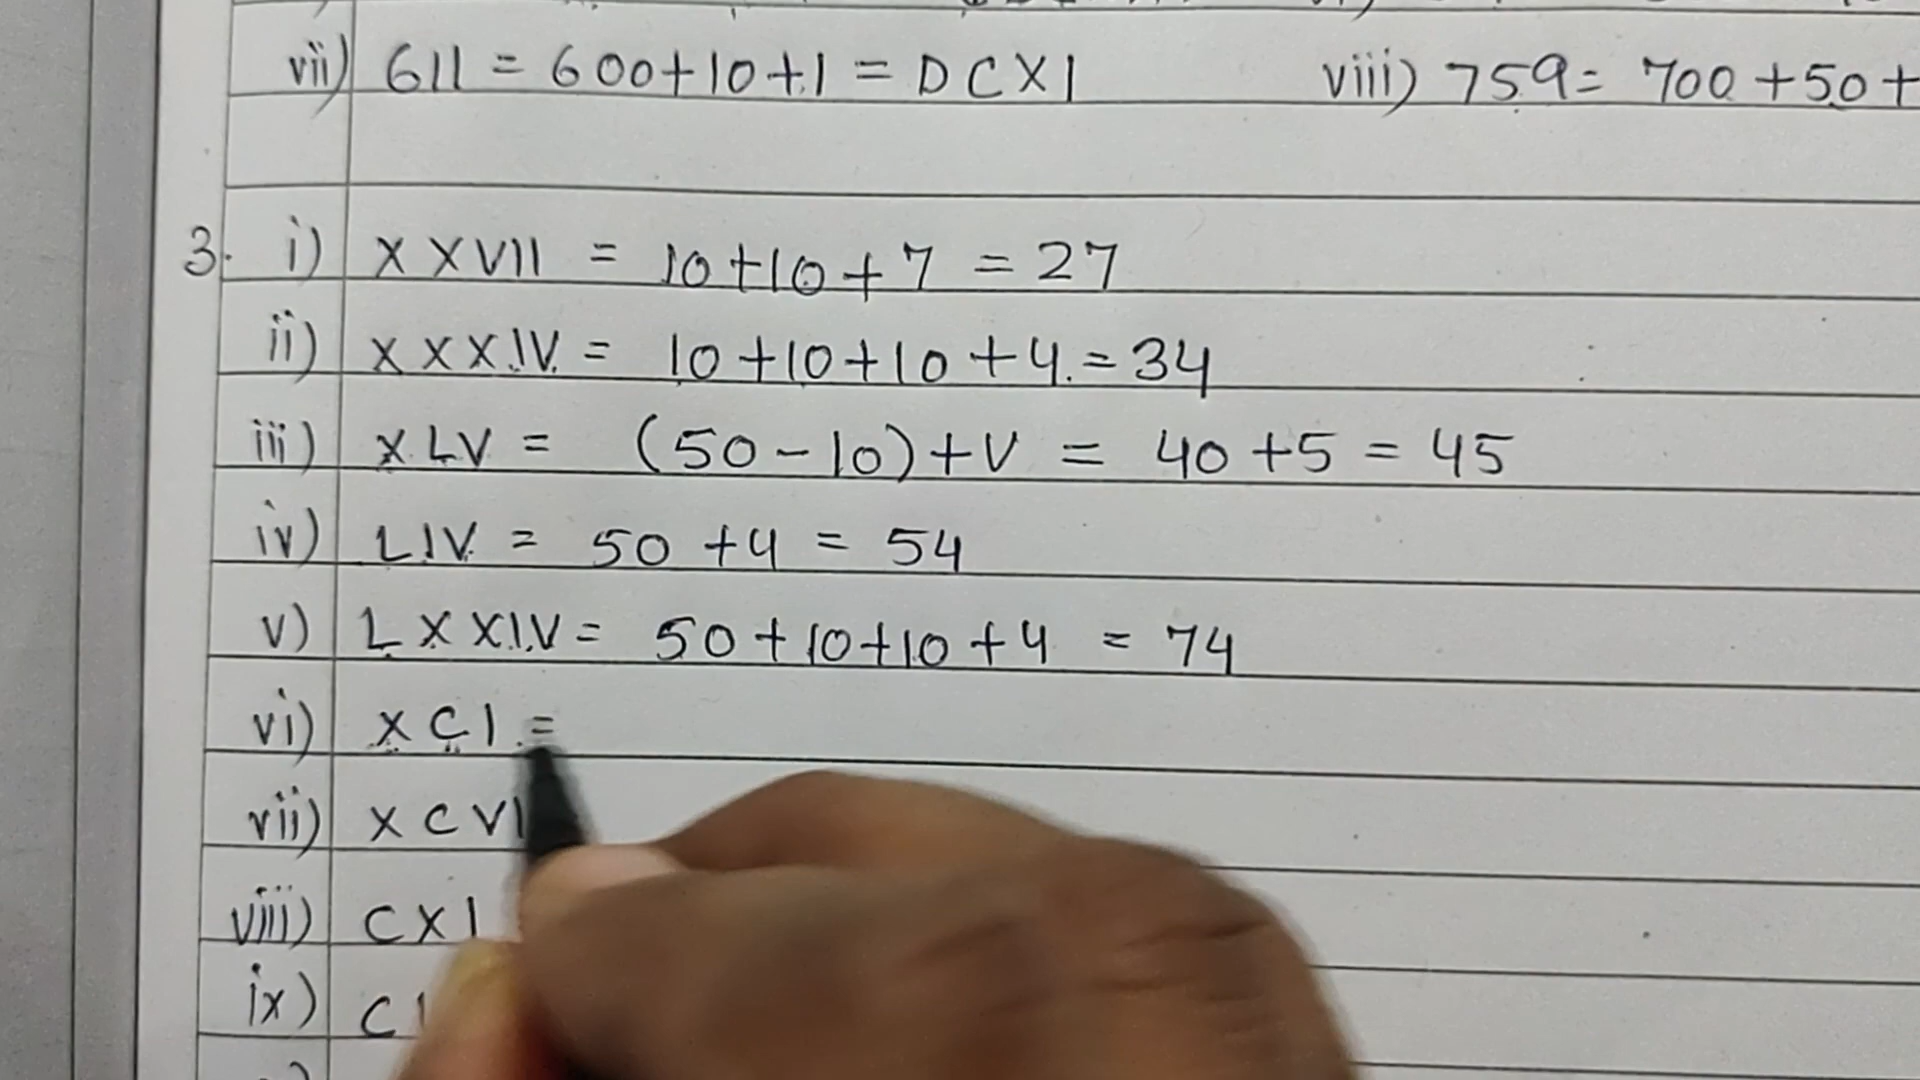 vii) 611 = 600+10+1 = DCXI viii) 759= 700 +50+
3. i) XXVII = 10+10+7 = 27
ii) XXXIV = 10+10+10+4 = 34
iii) XLV = (50-10)+V = 40+5 = 45
iv) LIV = 50+4 = 54
v) LXXIV = 50+10+10+4 = 74
vi) XCI =
vii) XCVI
viii) CXI
ix) C